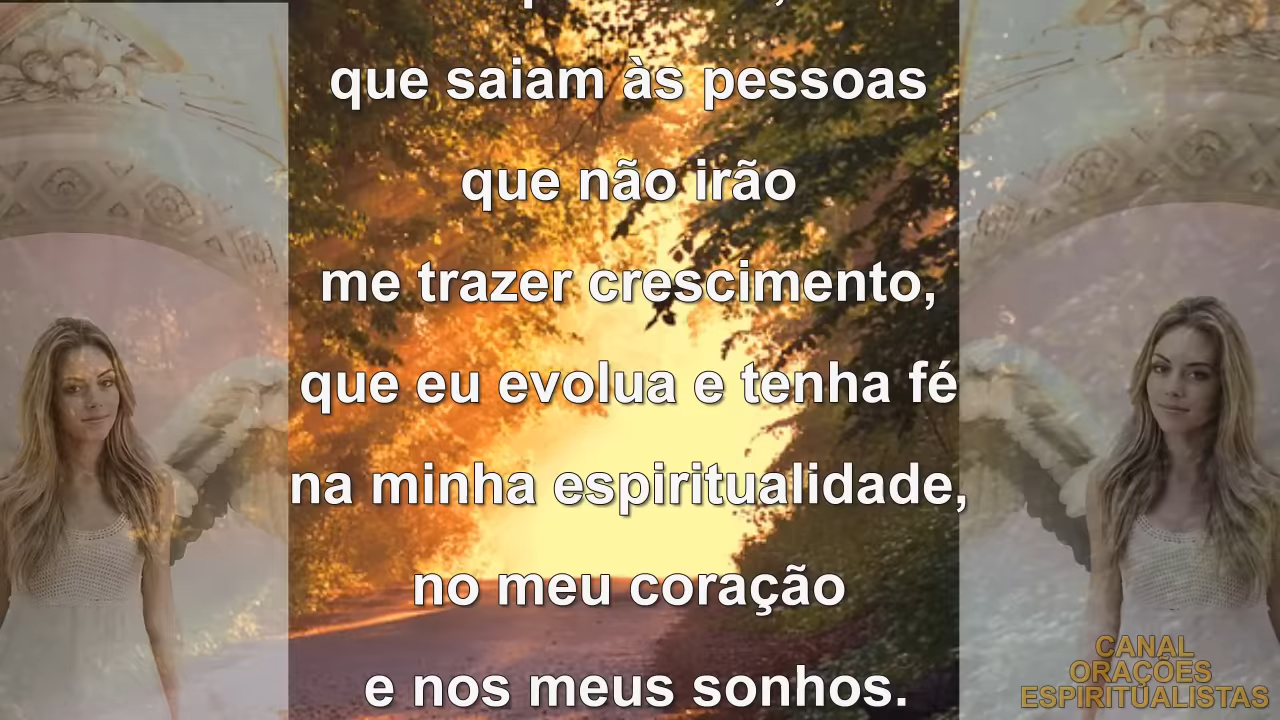 que saiam às pessoas
que não irão
me trazer crescimento,
que eu evolua e tenha fé
na minha espiritualidade,
no meu coração
e nos meus sonhos.
CANAL
ORAÇÕES
ESPIRITUALISTAS